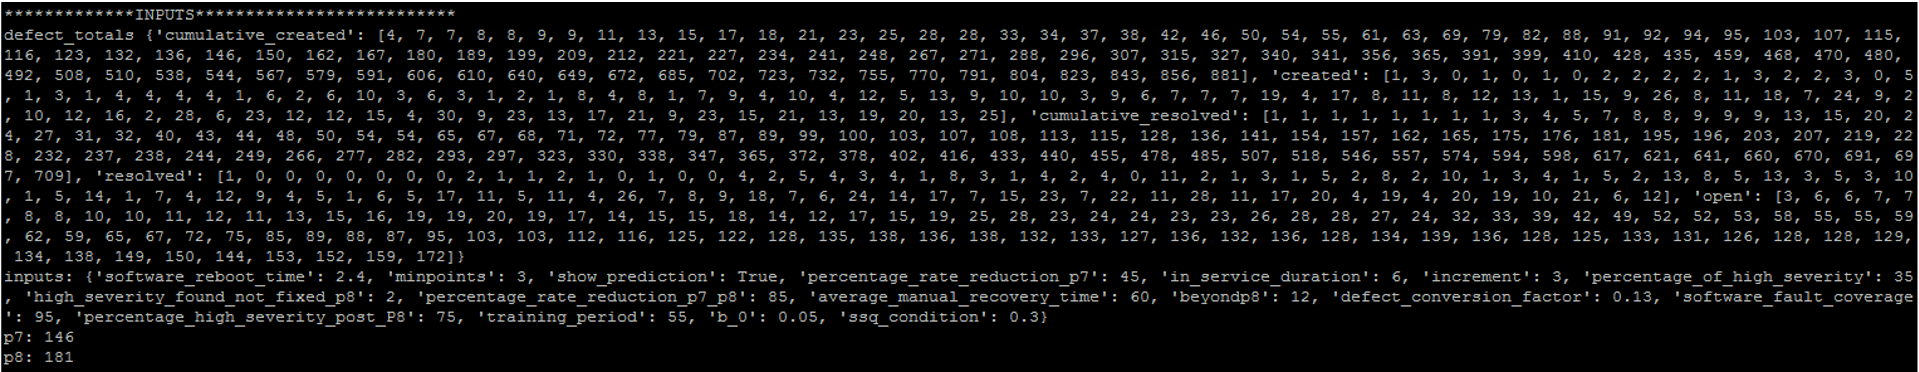 *************INPUTS**************************
defect_totals {'cumulative_created': [4, 7, 7, 8, 8, 9, 9, 11, 13, 15, 17, 18, 21, 23, 25, 28, 28, 33, 34, 37, 38, 42, 46, 50, 54, 55, 61, 63, 69, 79, 82, 88, 91, 92, 94, 95, 103, 107, 115,
116, 123, 132, 136, 146, 150, 162, 167, 180, 189, 199, 209, 212, 221, 227, 234, 241, 248, 267, 271, 288, 296, 307, 315, 327, 340, 341, 356, 365, 391, 399, 410, 428, 435, 459, 468, 470, 480,
492, 508, 510, 538, 544, 567, 579, 591, 606, 610, 640, 649, 672, 685, 702, 723, 732, 755, 770, 791, 804, 823, 843, 856, 881], 'created': [1, 3, 0, 1, 0, 1, 0, 2, 2, 2, 2, 1, 3, 2, 2, 3, 0, 5
, 1, 3, 1, 4, 4, 4, 4, 1, 6, 2, 6, 10, 3, 6, 3, 1, 2, 1, 8, 4, 8, 1, 7, 9, 4, 10, 4, 12, 5, 13, 9, 10, 10, 3, 9, 6, 7, 7, 7, 19, 4, 17, 8, 11, 8, 12, 13, 1, 15, 9, 26, 8, 11, 18, 7, 24, 9, 2
, 10, 12, 16, 2, 28, 6, 23, 12, 12, 15, 4, 30, 9, 23, 13, 17, 21, 9, 23, 15, 21, 13, 19, 20, 13, 25], 'cumulative_resolved': [1, 1, 1, 1, 1, 1, 1, 1, 3, 4, 5, 7, 8, 8, 9, 9, 9, 13, 15, 20, 2
4, 27, 31, 32, 40, 43, 44, 48, 50, 54, 54, 65, 67, 68, 71, 72, 77, 79, 87, 89, 99, 100, 103, 107, 108, 113, 115, 128, 136, 141, 154, 157, 162, 165, 175, 176, 181, 195, 196, 203, 207, 219, 22
8, 232, 237, 238, 244, 249, 266, 277, 282, 293, 297, 323, 330, 338, 347, 365, 372, 378, 402, 416, 433, 440, 455, 478, 485, 507, 518, 546, 557, 574, 594, 598, 617, 621, 641, 660, 670, 691, 69
7, 709], 'resolved': [1, 0, 0, 0, 0, 0, 0, 0, 2, 1, 1, 2, 1, 0, 1, 0, 0, 4, 2, 5, 4, 3, 4, 1, 8, 3, 1, 4, 2, 4, 0, 11, 2, 1, 3, 1, 5, 2, 8, 2, 10, 1, 3, 4, 1, 5, 2, 13, 8, 5, 13, 3, 5, 3, 10
, 1, 5, 14, 1, 7, 4, 12, 9, 4, 5, 1, 6, 5, 17, 11, 5, 11, 4, 26, 7, 8, 9, 18, 7, 6, 24, 14, 17, 7, 15, 23, 7, 22, 11, 28, 11, 17, 20, 4, 19, 4, 20, 19, 10, 21, 6, 12], 'open': [3, 6, 6, 7, 7
, 8, 8, 10, 10, 11, 12, 11, 13, 15, 16, 19, 19, 20, 19, 17, 14, 15, 15, 18, 14, 12, 17, 15, 19, 25, 28, 23, 24, 24, 23, 23, 26, 28, 28, 27, 24, 32, 33, 39, 42, 49, 52, 52, 53, 58, 55, 55, 59
, 62, 59, 65, 67, 72, 75, 85, 89, 88, 87, 95, 103, 103, 112, 116, 125, 122, 128, 135, 138, 136, 138, 132, 133, 127, 136, 132, 136, 128, 134, 139, 136, 128, 125, 133, 131, 126, 128, 128, 129,
134, 138, 149, 150, 144, 153, 152, 159, 172]}
inputs: {'software_reboot_time': 2.4, 'minpoints': 3, 'show_prediction': True, 'percentage_rate_reduction_p7': 45, 'in_service_duration': 6, 'increment': 3, 'percentage_of_high_severity': 35
, 'high_severity_found_not_fixed_p8': 2, 'percentage_rate_reduction_p7_p8': 85, 'average_manual_recovery_time': 60, 'beyondp8': 12, 'defect_conversion_factor': 0.13, 'software_fault_coverage
': 95, 'percentage_high_severity_post_P8': 75, 'training_period': 55, 'b_0': 0.05, 'ssq_condition': 0.3}
p7: 146
p8: 181